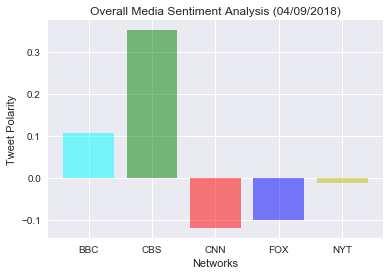 Overall Media Sentiment Analysis (04/09/2018)
Tweet Polarity
0.3
0.2
0.1
0.0
−0.1
BBC CBS CNN FOX NYT
Networks